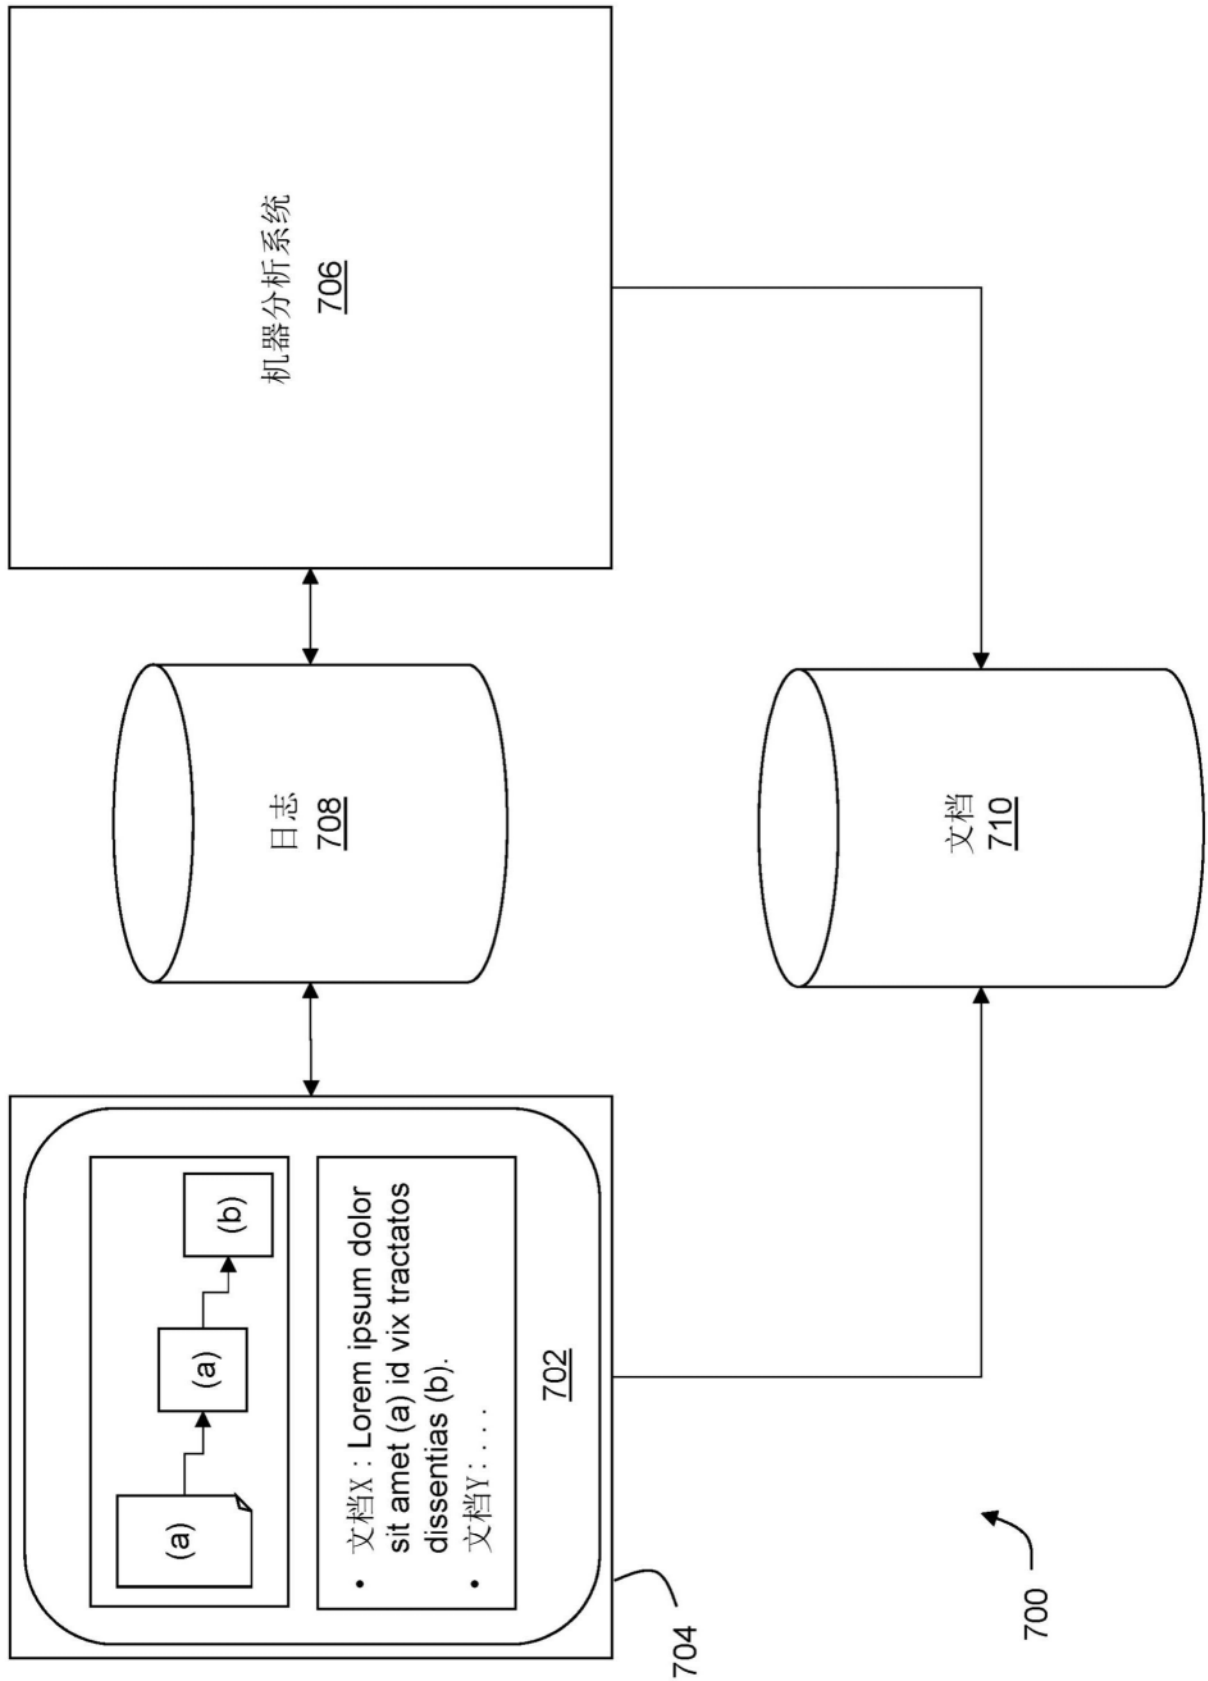 (a)
(a)
(b)
• 文档X：Lorem ipsum dolor
sit amet (a) id vix tractatos
dissentias (b).
• 文档Y：...
702
704
日志
708
机器分析系统
706
文档
710
700